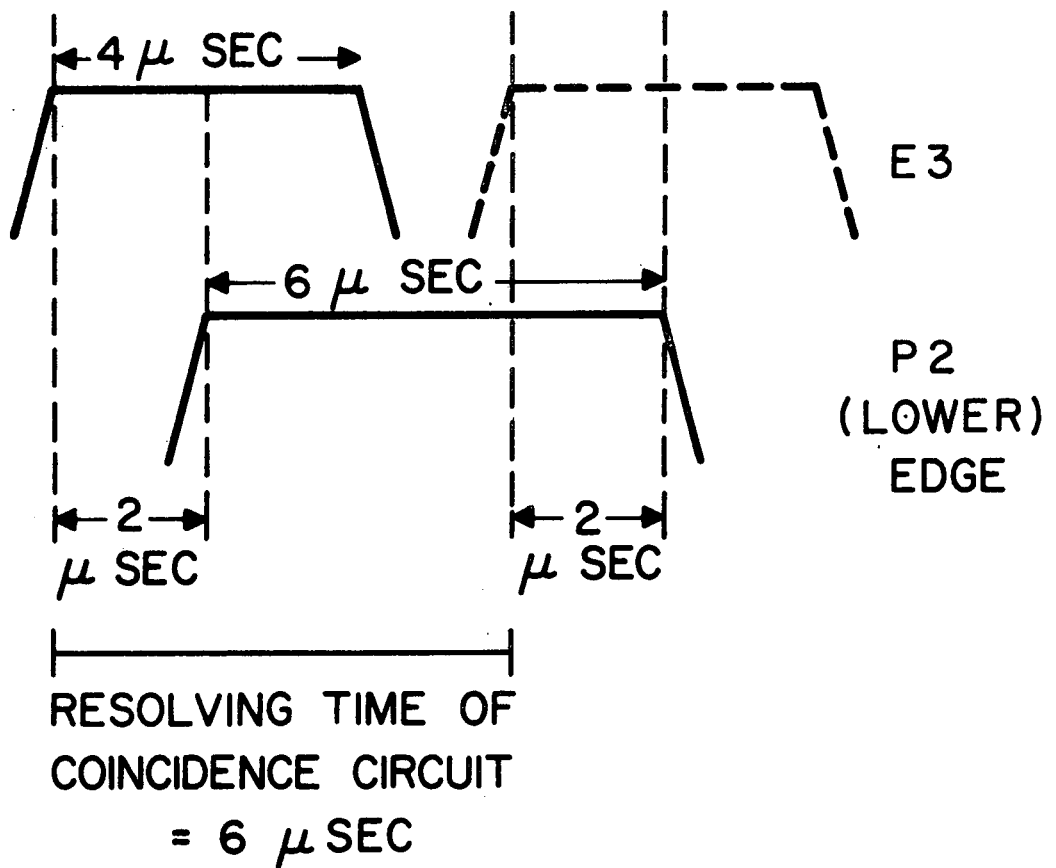 4 μ SEC
E3
6 μ SEC
P2
(LOWER)
EDGE
2
μ SEC
2
μ SEC
RESOLVING TIME OF
COINCIDENCE CIRCUIT
= 6 μ SEC